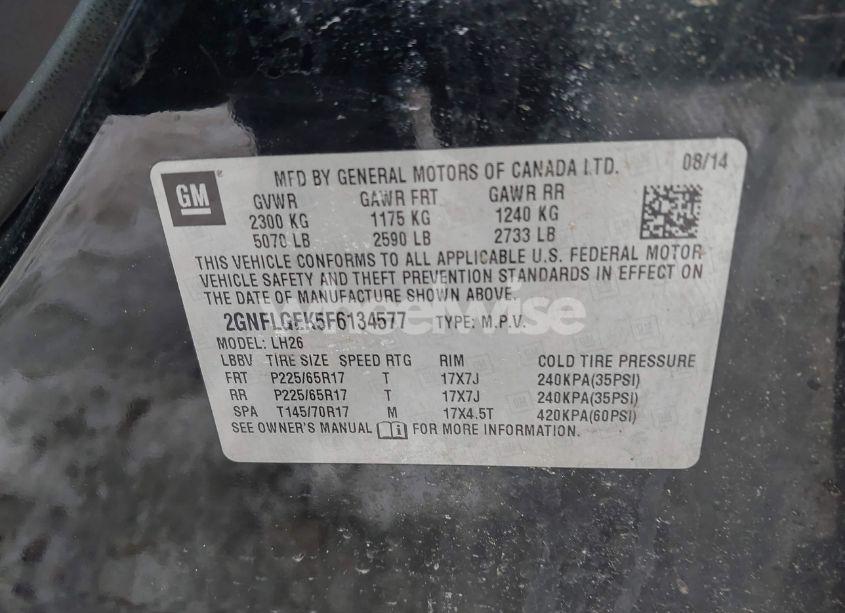 GM
MFD BY GENERAL MOTORS OF CANADA LTD. 08/14
GVWR GAWR FRT GAWR RR
2300 KG 1175 KG 1240 KG
5070 LB 2590 LB 2733 LB
THIS VEHICLE CONFORMS TO ALL APPLICABLE U.S. FEDERAL MOTOR
VEHICLE SAFETY AND THEFT PREVENTION STANDARDS IN EFFECT ON
THE DATE OF MANUFACTURE SHOWN ABOVE.
2GNFLGEK5F6134577 TYPE: M.P.V.
MODEL: LH26
LBBV TIRE SIZE SPEED RTG RIM COLD TIRE PRESSURE
FRT P225/65R17 T 17X7J 240KPA(35PSI)
RR P225/65R17 T 17X7J 240KPA(35PSI)
SPA T145/70R17 M 17X4.5T 420KPA(60PSI)
SEE OWNER'S MANUAL FOR MORE INFORMATION.